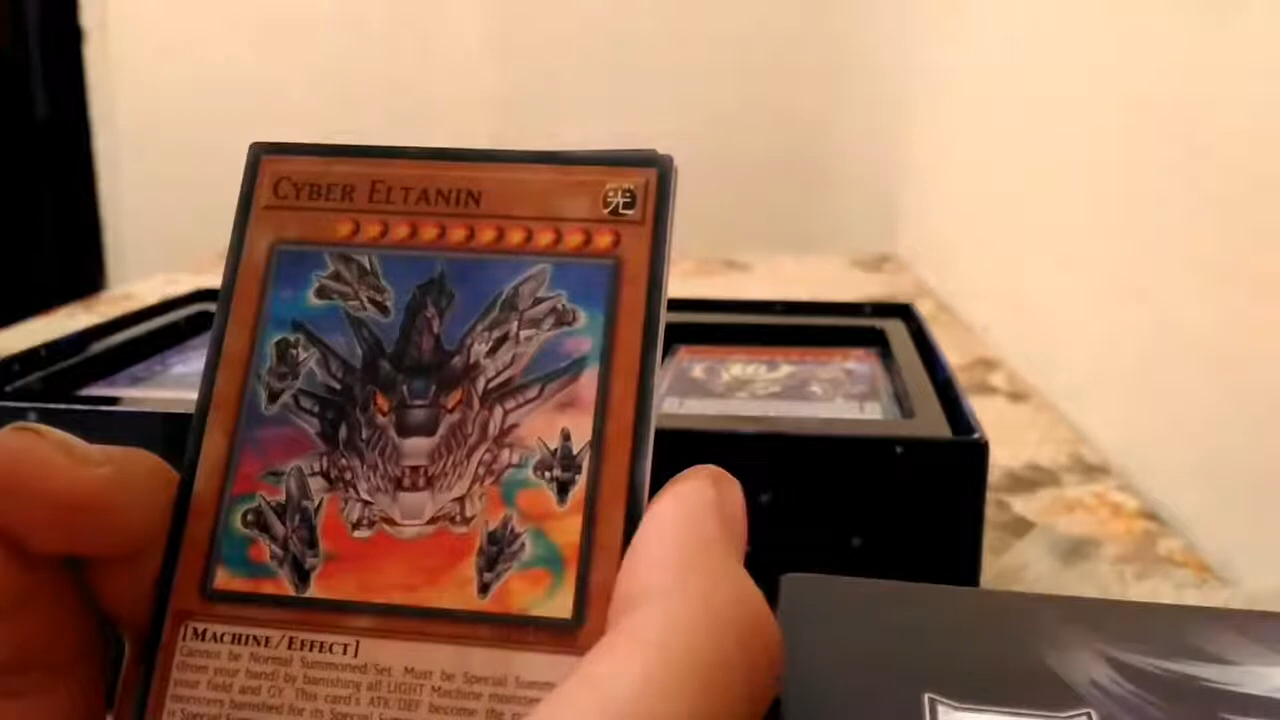 CYBER ELTANIN
光
[MACHINE/EFFECT]
Cannot be Normal Summoned/Set. Must be Special Summ
(from your hand) by banishing all LIGHT Machine monste
your field and GY. This card's ATK/DEF become the
monsters banished for its Special Sum